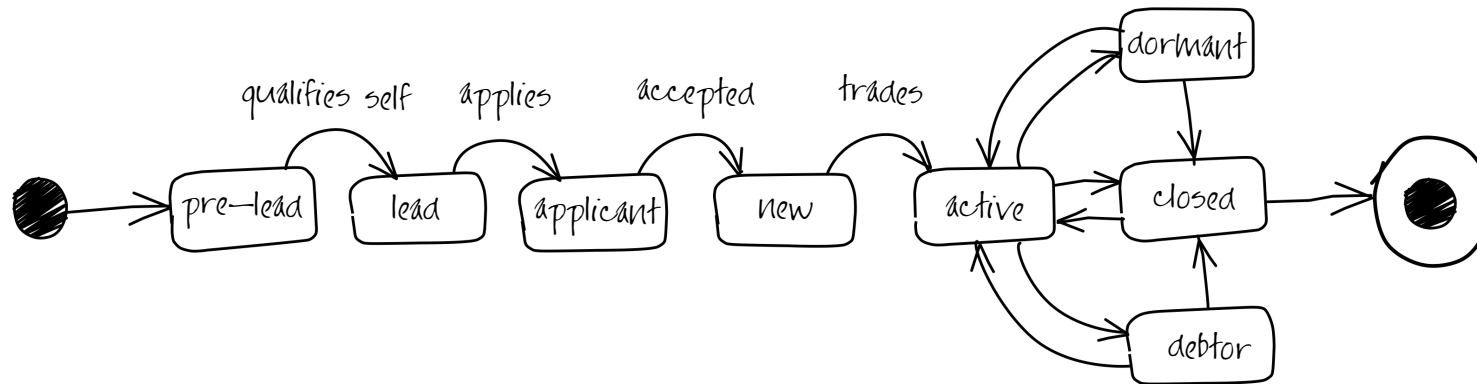 qualifies self
applies
accepted
trades
pre-lead
lead
applicant
new
active
dormant
closed
debtor